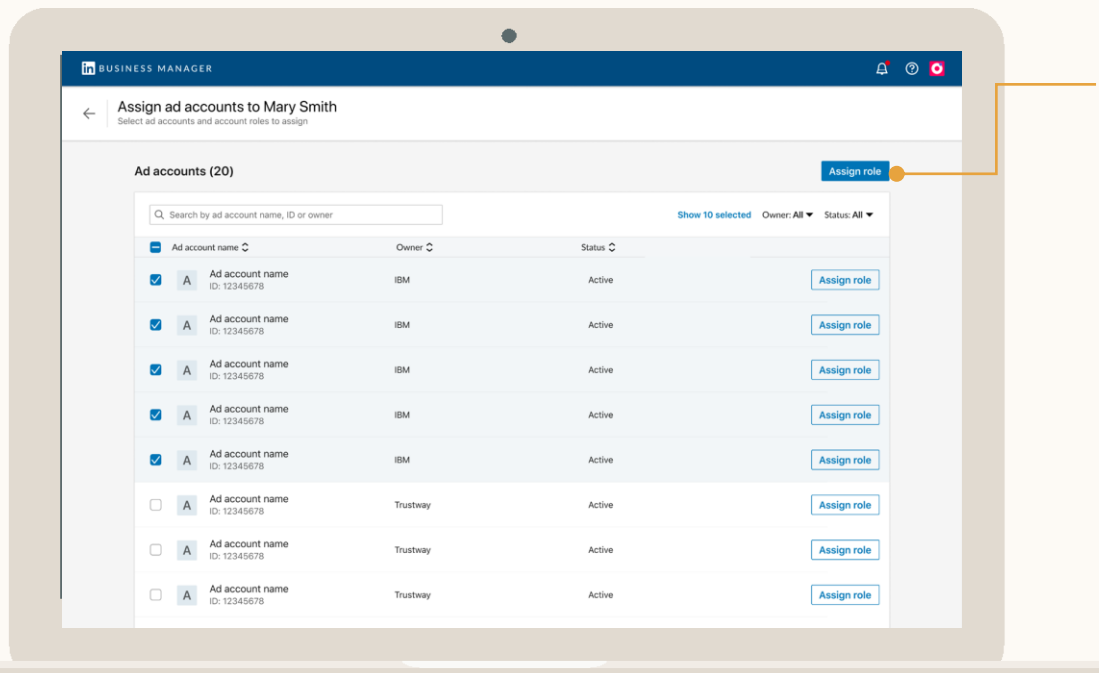 in BUSINESS MANAGER
Assign ad accounts to Mary Smith
Select ad accounts and account roles to assign
Ad accounts (20)
Assign role
Search by ad account name, ID or owner
Show 10 selected Owner: All Status: All
Ad account name Owner Status
A Ad account name IBM Active Assign role
ID: 12345678
A Ad account name IBM Active Assign role
ID: 12345678
A Ad account name IBM Active Assign role
ID: 12345678
A Ad account name IBM Active Assign role
ID: 12345678
A Ad account name IBM Active Assign role
ID: 12345678
A Ad account name Trustway Active Assign role
ID: 12345678
A Ad account name Trustway Active Assign role
ID: 12345678
A Ad account name Trustway Active Assign role
ID: 12345678